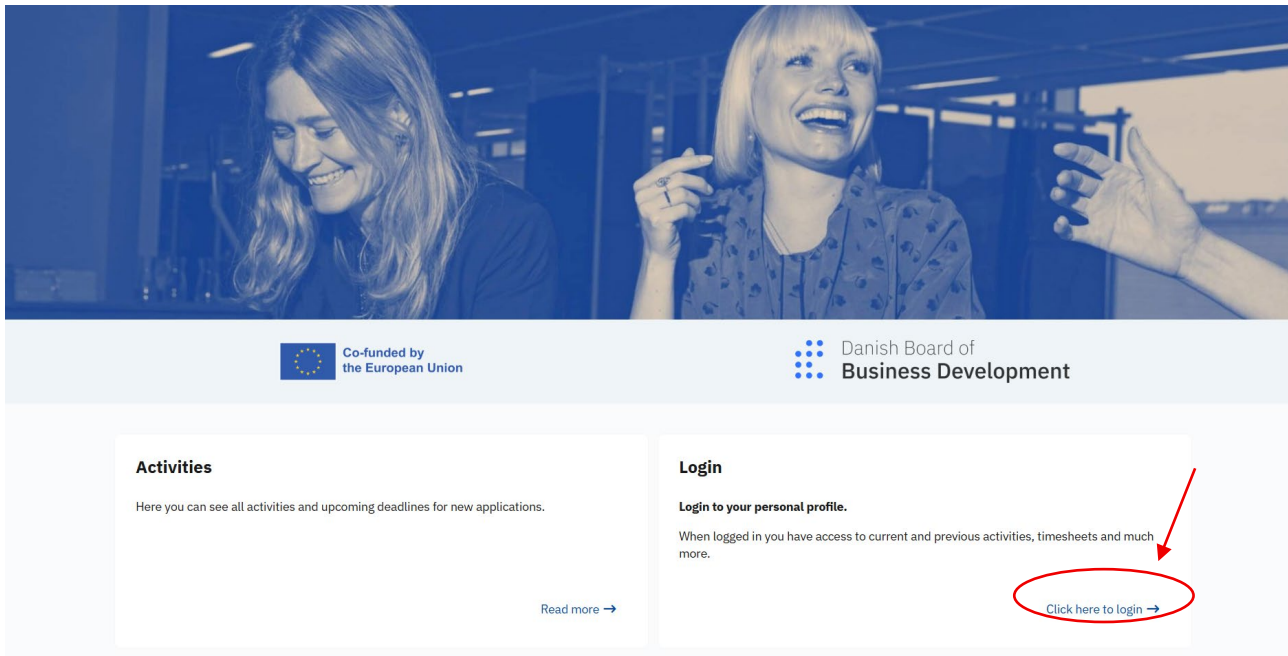 Co-funded by
the European Union
Danish Board of
Business Development
Activities
Here you can see all activities and upcoming deadlines for new applications.
Read more →
Login
Login to your personal profile.
When logged in you have access to current and previous activities, timesheets and much
more.
Click here to login →